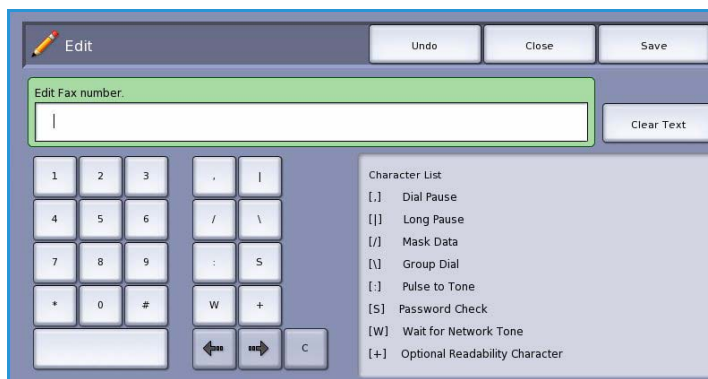 Edit
Undo Close Save
Edit Fax number.
Clear Text
1 2 3 , |
4 5 6 / \
7 8 9 : S
* 0 # W +
C
Character List
[,] Dial Pause
[|] Long Pause
[/] Mask Data
[\] Group Dial
[:] Pulse to Tone
[S] Password Check
[W] Wait for Network Tone
[+] Optional Readability Character